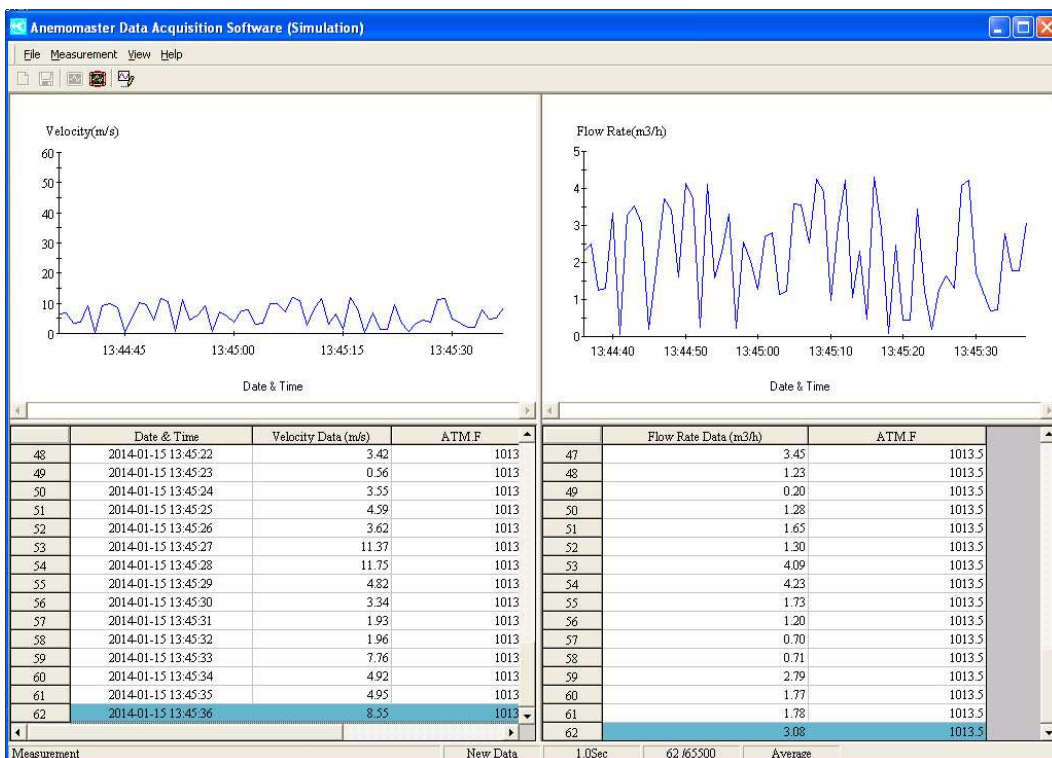 Anemomaster Data Acquisition Software (Simulation)
File Measurement View Help
Velocity(m/s)
60
50
40
30
20
10
0
13:44:45 13:45:00 13:45:15 13:45:30
Date & Time
Flow Rate(m3/h)
5
4
3
2
1
0
13:44:40 13:44:50 13:45:00 13:45:10 13:45:20 13:45:30
Date & Time
Date & Time Velocity Data (m/s) ATM.F
48 2014-01-15 13:45:22 3.42 1013
49 2014-01-15 13:45:23 0.56 1013
50 2014-01-15 13:45:24 3.55 1013
51 2014-01-15 13:45:25 4.59 1013
52 2014-01-15 13:45:26 3.62 1013
53 2014-01-15 13:45:27 11.37 1013
54 2014-01-15 13:45:28 11.75 1013
55 2014-01-15 13:45:29 4.82 1013
56 2014-01-15 13:45:30 3.34 1013
57 2014-01-15 13:45:31 1.93 1013
58 2014-01-15 13:45:32 1.96 1013
59 2014-01-15 13:45:33 7.76 1013
60 2014-01-15 13:45:34 4.92 1013
61 2014-01-15 13:45:35 4.95 1013
62 2014-01-15 13:45:36 8.55 1013
Flow Rate Data (m3/h) ATM.F
47 3.45 1013.5
48 1.23 1013.5
49 0.20 1013.5
50 1.28 1013.5
51 1.65 1013.5
52 1.30 1013.5
53 4.09 1013.5
54 4.23 1013.5
55 1.73 1013.5
56 1.20 1013.5
57 0.70 1013.5
58 0.71 1013.5
59 2.79 1013.5
60 1.77 1013.5
61 1.78 1013.5
62 3.08 1013.5
Measurement New Data 1.0Sec 62 /65500 Average